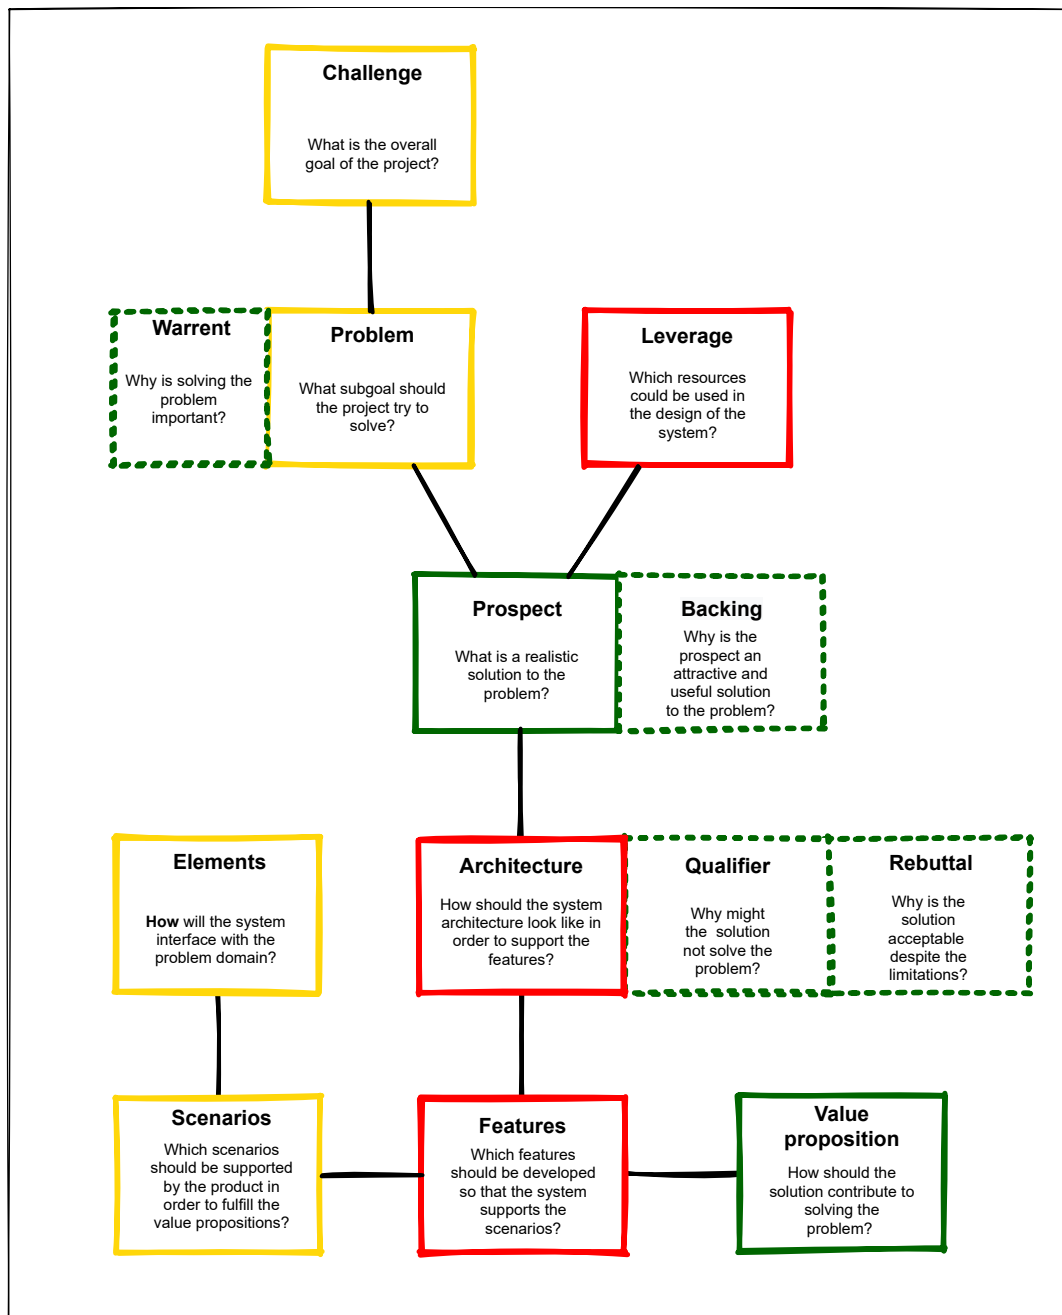 Challenge
What is the overall
goal of the project?
Warrent
Why is solving the
problem
important?
Problem
What subgoal should
the project try to
solve?
Leverage
Which resources
could be used in
the design of the
system?
Prospect
What is a realistic
solution to the
problem?
Backing
Why is the
prospect an
attractive and
useful solution
to the problem?
Elements
How will the system
interface with the
problem domain?
Architecture
How should the system
architecture look like in
order to support the
features?
Qualifier
Why might
the solution
not solve the
problem?
Rebuttal
Why is the
solution
acceptable
despite the
limitations?
Scenarios
Which scenarios
should be supported
by the product in
order to fulfill the
value propositions?
Features
Which features
should be developed
so that the system
supports the
scenarios?
Value
proposition
How should the
solution contribute to
solving the
problem?